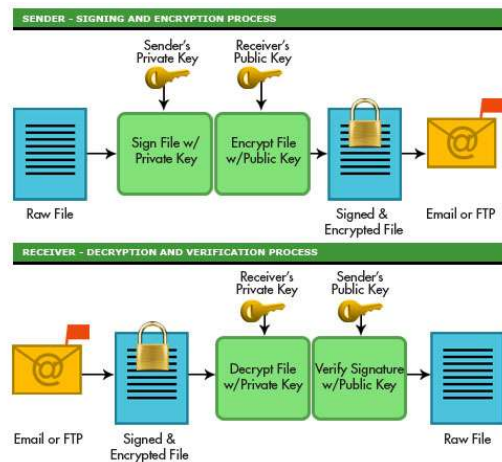 SENDER - SIGNING AND ENCRYPTION PROCESS
Sender's
Private Key
Receiver's
Public Key
Sign File w/
Private Key
Encrypt File
w/Public Key
@
Raw File
Signed &
Encrypted File
Email or FTP
RECEIVER - DECRYPTION AND VERIFICATION PROCESS
Receiver's
Private Key
Sender's
Public Key
@
Decrypt File
w/Private Key
Verify Signature
w/Public Key
Email or FTP
Signed &
Encrypted File
Raw File